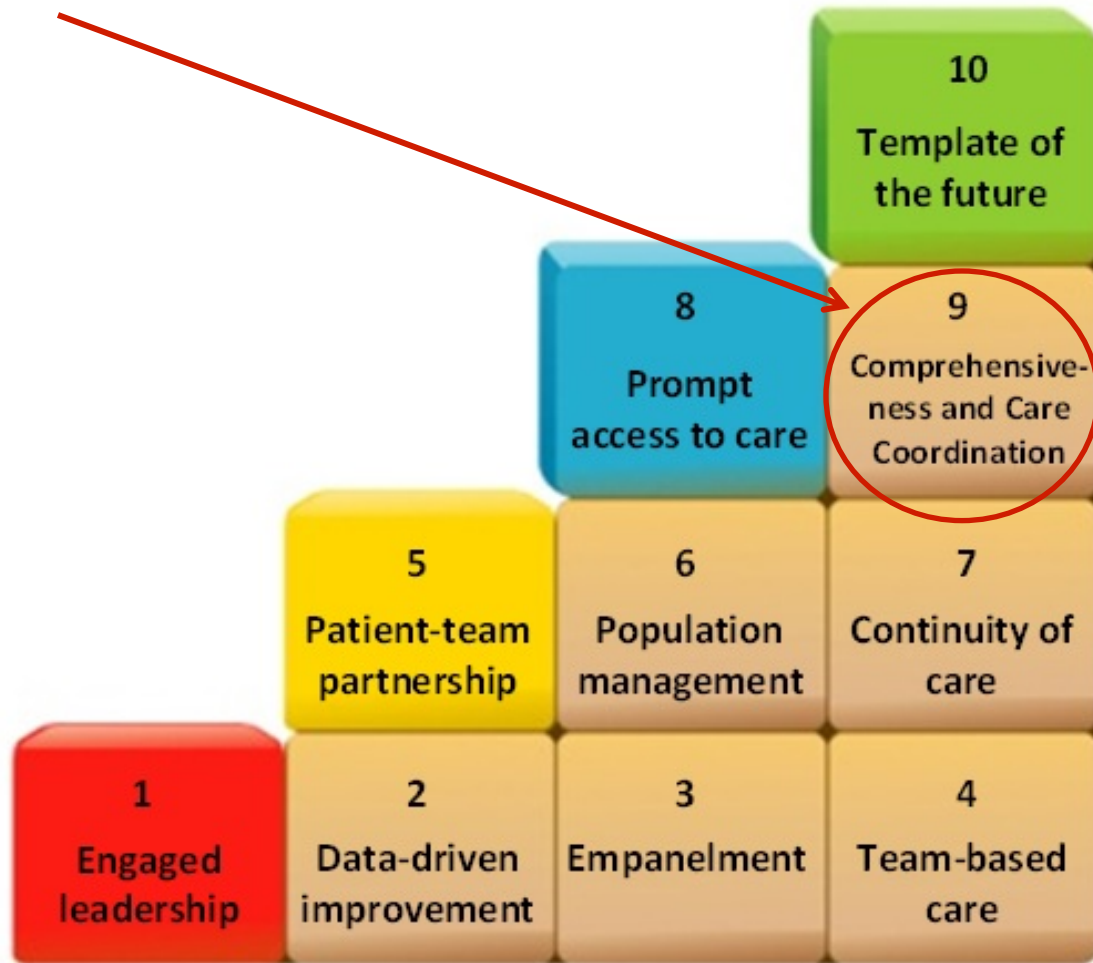 10
Template of
the future
8
Prompt
access to care
9
Comprehensive-
ness and Care
Coordination
5
Patient-team
partnership
6
Population
management
7
Continuity of
care
1
Engaged
leadership
2
Data-driven
improvement
3
Empanelment
4
Team-based
care